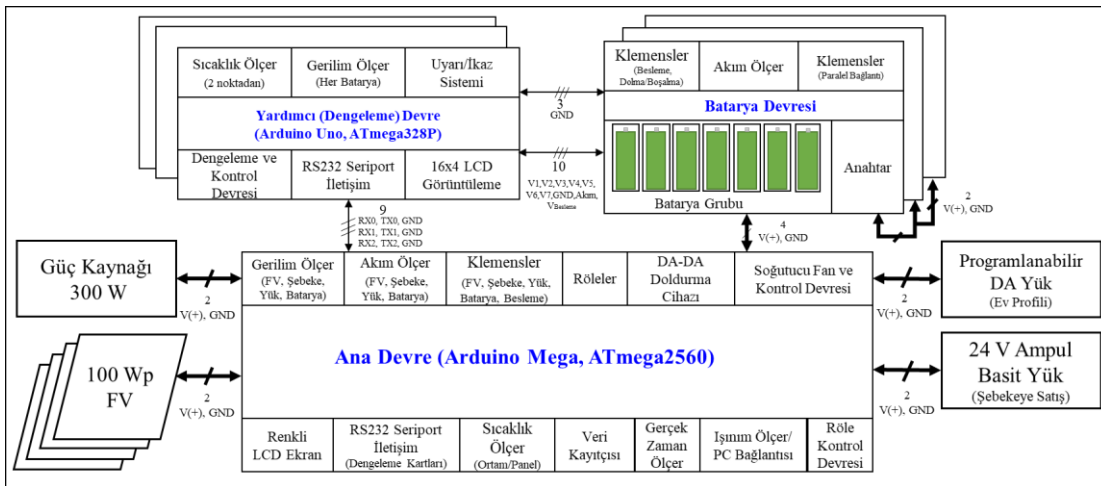 Sıcaklık Ölçer
(2 noktadan)
Gerilim Ölçer
(Her Batarya)
Uyarı/İkaz
Sistemi
Yardımcı (Dengeleme) Devre
(Arduino Uno, ATmega328P)
Dengeleme ve
Kontrol
Devresi
RS232 Seriport
İletişim
16x4 LCD
Görüntüleme
3
GND
10
V1,V2,V3,V4,V5,
V6,V7,GND,Akım,
VBesleme
Klemensler
(Besleme,
Dolma/Boşalma)
Akım Ölçer
Klemensler
(Paralel Bağlantı)
Batarya Devresi
Batarya Grubu
Anahtar
2
V(+), GND
9
RX0, TX0, GND
RX1, TX1, GND
RX2, TX2, GND
4
V(+), GND
Güç Kaynağı
300 W
2
V(+), GND
100 Wp
FV
2
V(+), GND
Gerilim Ölçer
(FV, Şebeke,
Yük, Batarya)
Akım Ölçer
(FV, Şebeke,
Yük, Batarya)
Klemensler
(FV, Şebeke, Yük,
Batarya, Besleme)
Röleler
DA-DA
Doldurma
Cihazı
Soğutucu Fan ve
Kontrol Devresi
Ana Devre (Arduino Mega, ATmega2560)
Renkli
LCD Ekran
RS232 Seriport
İletişim
(Dengeleme Kartları)
Sıcaklık
Ölçer
(Ortam/Panel)
Veri
Kayıtçısı
Gerçek
Zaman
Ölçer
Işınım Ölçer/
PC Bağlantısı
Röle
Kontrol
Devresi
2
V(+), GND
Programlanabilir
DA Yük
(Ev Profili)
2
V(+), GND
24 V Ampul
Basit Yük
(Şebekeye Satış)